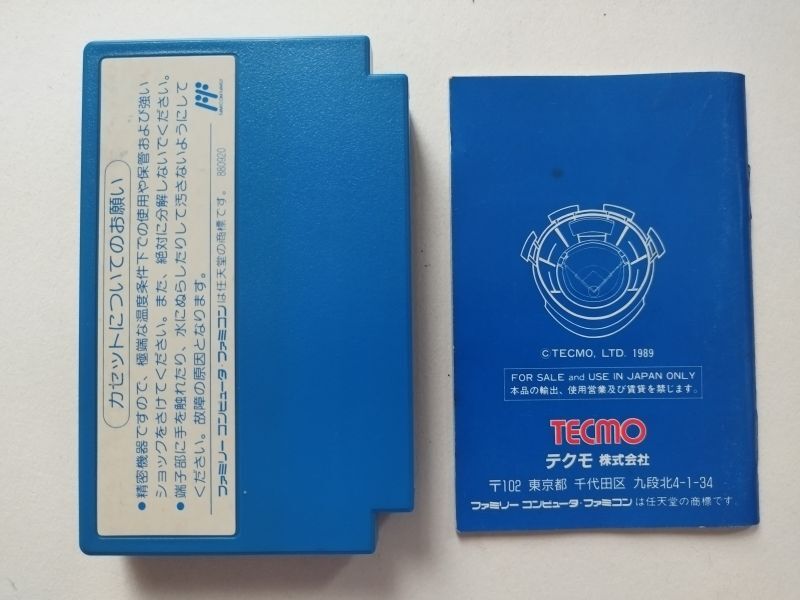 カセットについてのお願い
●精密機器ですので、極端な温度条件下での使用や保管および強い
ショックをさけてください。また、絶対に分解しないでください。
●端子部に手を触れたり、水にぬらしたりして汚さないようにして
ください。故障の原因となります。
ファミリーコンピュータ・ファミコンは任天堂の商標です。 880920
©TECMO, LTD. 1989
FOR SALE and USE IN JAPAN ONLY
本品の輸出、使用営業及び賃貸を禁じます。
TECMO
テクモ 株式会社
〒102 東京都 千代田区 九段北4-1-34
ファミリーコンピュータ・ファミコンは任天堂の商標です。